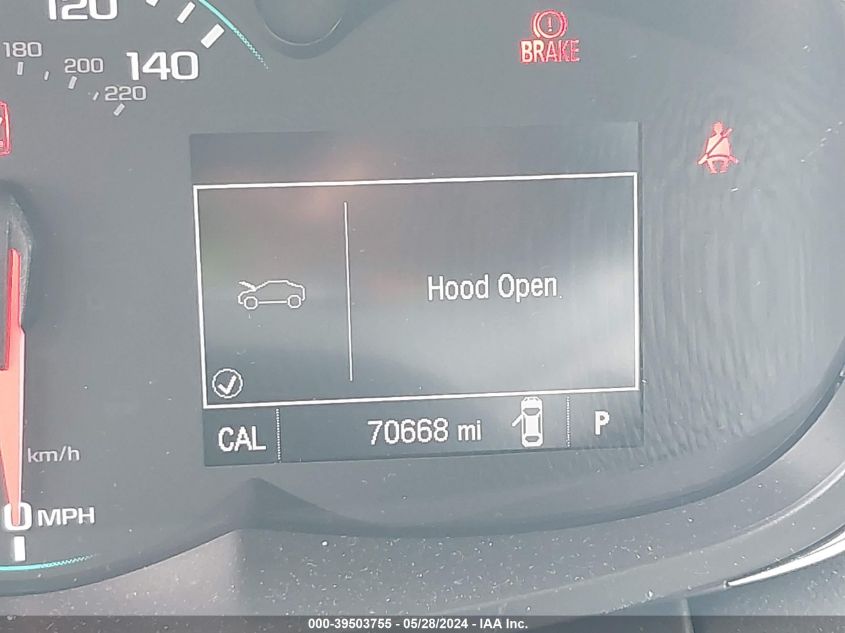 120
180
140
200
220
BRAKE
Hood Open
CAL 70668 mi P
km/h
0 MPH
000-39503755 - 05/28/2024 - IAA Inc.